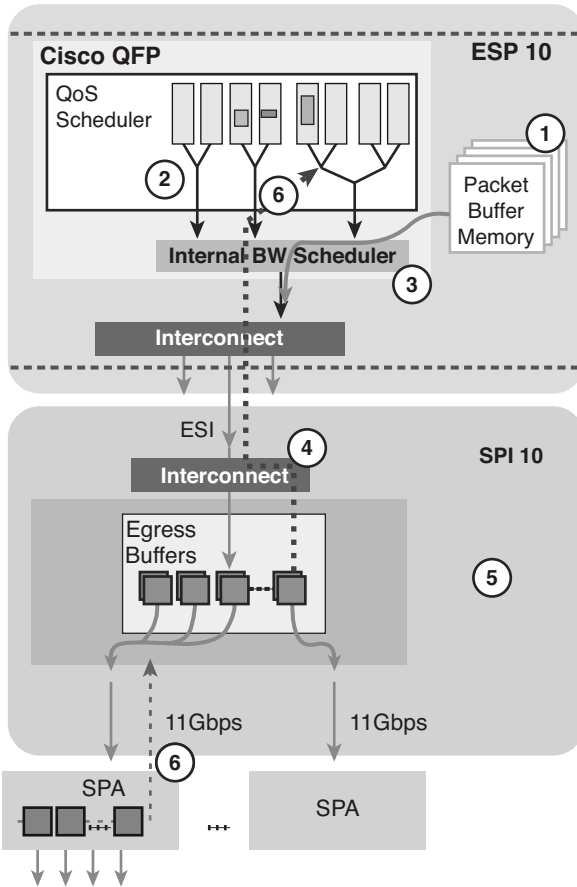 Cisco QFP
ESP 10
QoS
Scheduler
1
2
6
Packet
Buffer
Memory
Internal BW Scheduler
3
Interconnect
ESI
4
SPI 10
Interconnect
Egress
Buffers
5
11Gbps
11Gbps
6
SPA
SPA